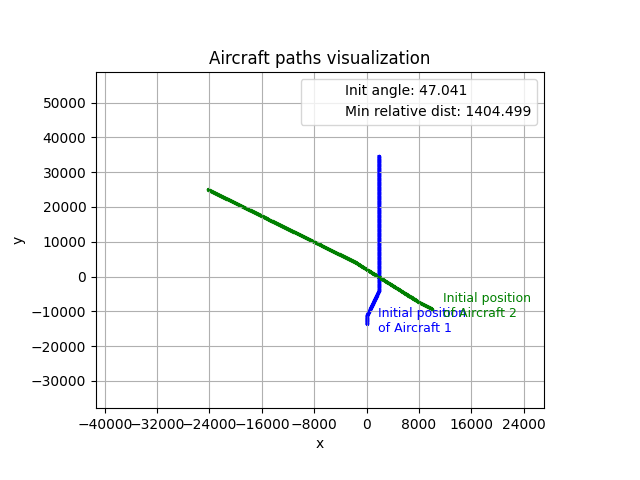 Aircraft paths visualization
Init angle: 47.041
Min relative dist: 1404.499
50000
40000
30000
20000
10000
0
−10000
−20000
−30000
y
Initial position
of Aircraft 2
Initial position
of Aircraft 1
−40000
−32000
−24000
−16000
−8000
0
8000
16000
24000
x